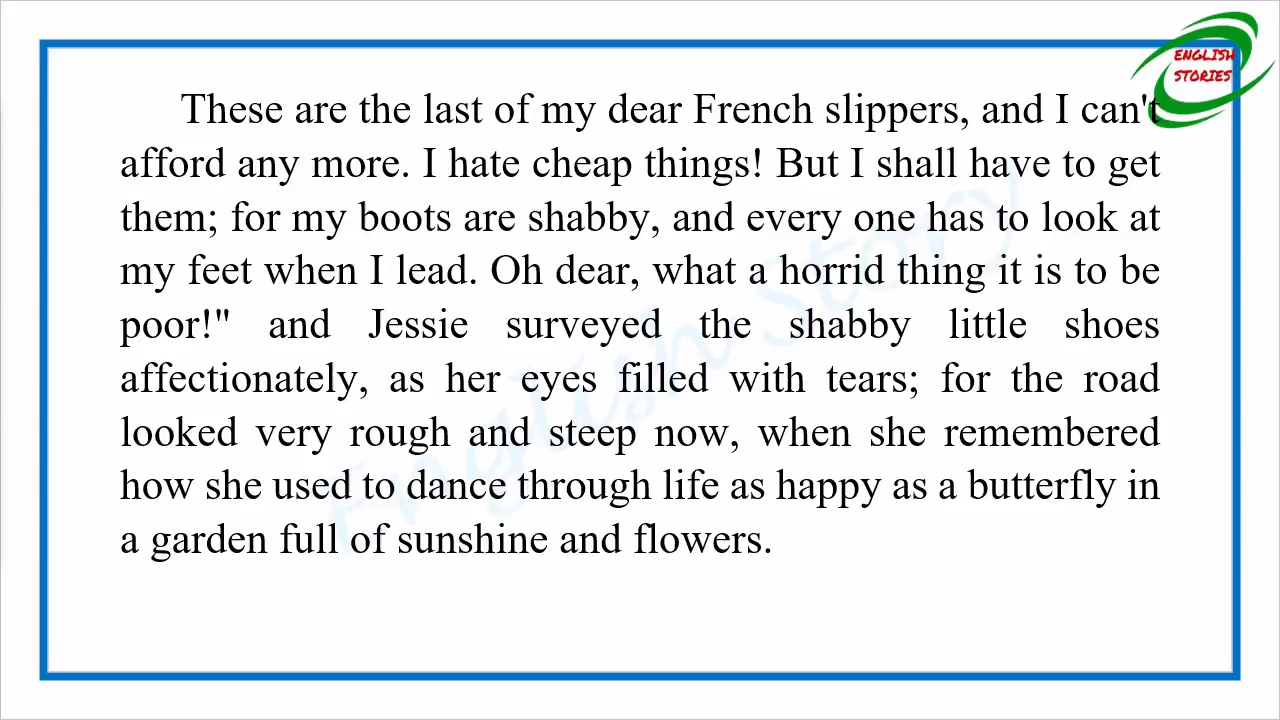 ENGLISH
STORIES
These are the last of my dear French slippers, and I can't
afford any more. I hate cheap things! But I shall have to get
them; for my boots are shabby, and every one has to look at
my feet when I lead. Oh dear, what a horrid thing it is to be
poor!" and Jessie surveyed the shabby little shoes
affectionately, as her eyes filled with tears; for the road
looked very rough and steep now, when she remembered
how she used to dance through life as happy as a butterfly in
a garden full of sunshine and flowers.
English Story